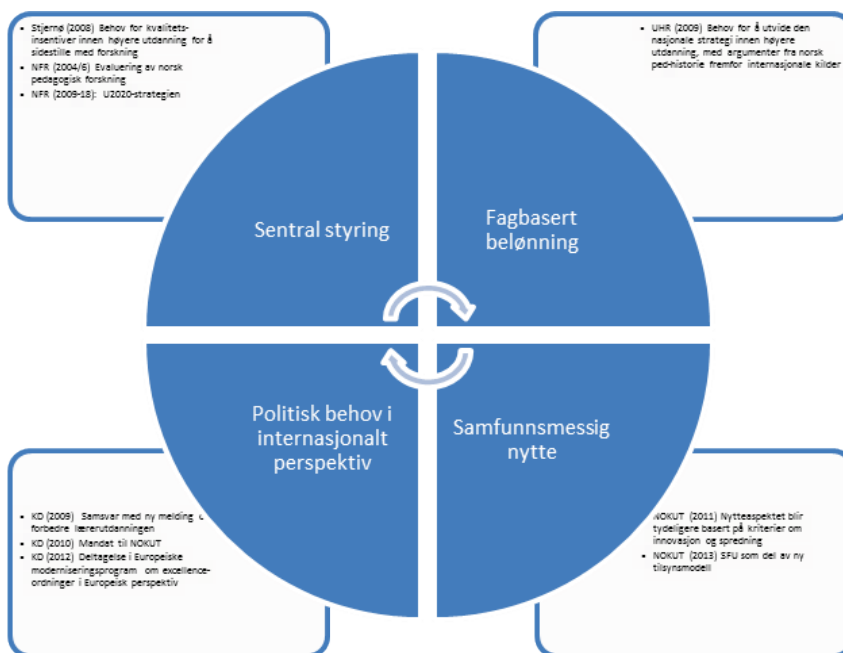 • Stjernø (2008) Behov for kvalitets-
insentiver innen høyere utdanning for å
sidestille med forskning
• NFR (2004/6) Evaluering av norsk
pedagogisk forskning
• NFR (2009-18): U2020-strategien
• UHR (2009) Behov for å utvide den
nasjonale strategi innen høyere
utdanning, med argumenter fra norsk
ped-historie fremfor internasjonale kilder
Sentral styring
Fagbasert
belønning
Politisk behov i
internasjonalt
perspektiv
Samfunnsmessig
nytte
• KD (2009) Samsvar med ny melding
forbedre lærerutdanningen
• KD (2010) Mandat til NOKUT
• KD (2012) Deltagelse i Europeiske
moderniseringsprogram om excellence-
ordninger i Europeisk perspektiv
NOKUT (2011) Nytteaspektet blir
tydeligere basert på kriterier om
innovasjon og spredning
• NOKUT (2013) SFU som del av ny
tilsynsmodell